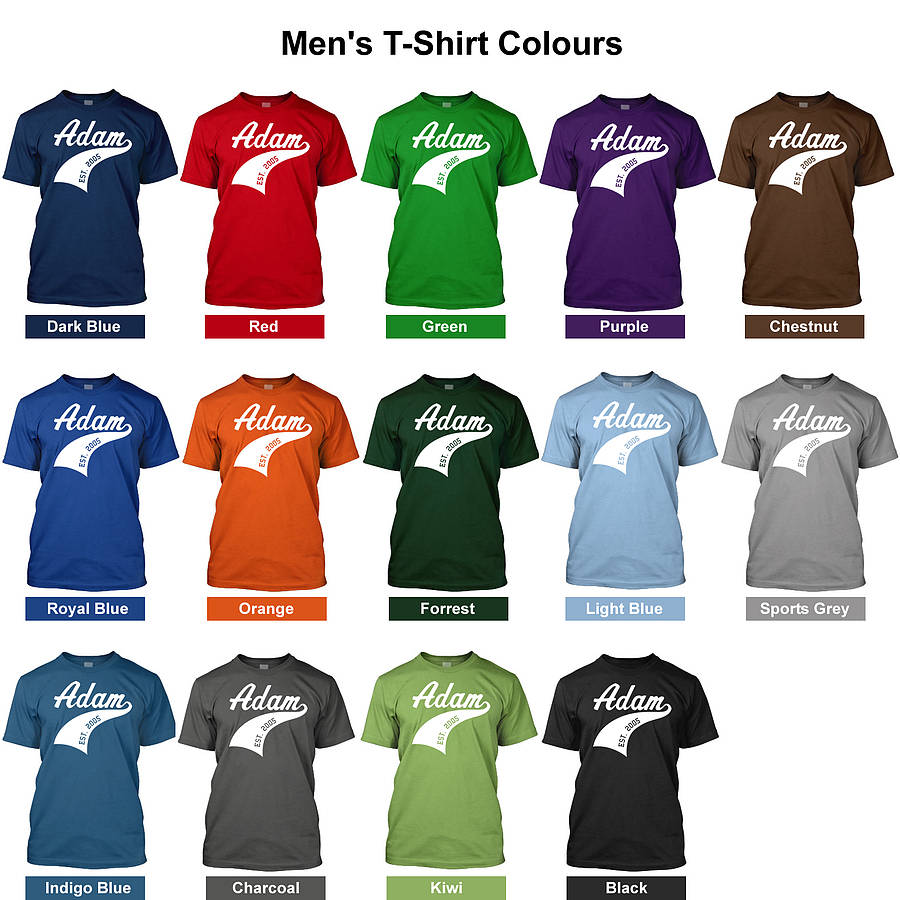 Men's T-Shirt Colours
Adam
EST. 2005
Adam
EST. 2005
Adam
EST. 2005
Adam
EST. 2005
Adam
EST. 2005
Dark Blue
Red
Green
Purple
Chestnut
Adam
EST. 2005
Adam
EST. 2005
Adam
EST. 2005
Adam
EST. 2005
Adam
EST. 2005
Royal Blue
Orange
Forrest
Light Blue
Sports Grey
Adam
EST. 2005
Adam
EST. 2005
Adam
EST. 2005
Adam
EST. 2005
Indigo Blue
Charcoal
Kiwi
Black